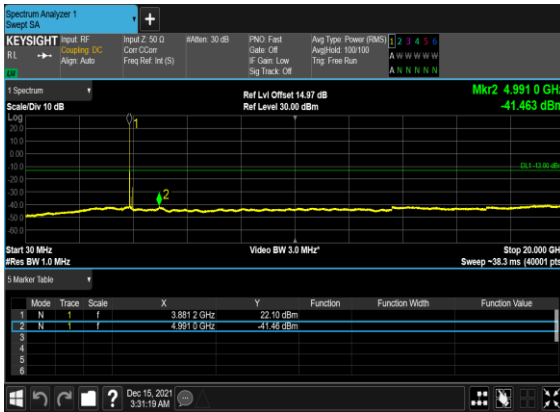 Spectrum Analyzer 1
Swept SA
KEYSIGHT Input: RF Input Z: 50 Ω #Atten: 30 dB PNO: Fast Avg Type: Power (RMS) 1 2 3 4 5 6
RL Coupling: DC Corr CCorr Gate: Off Avg|Hold: 100/100 A W W W W W
Align: Auto Freq Ref: Int (S) IF Gain: Low Trig: Free Run
Sig Track: Off A N N N N N
1 Spectrum Ref Lvl Offset 14.97 dB Mkr2 4.991 0 GHz
Scale/Div 10 dB Ref Level 30.00 dBm -41.463 dBm
Log
20.0
10.0
0.00
-10.0
-20.0
-30.0
-40.0
-50.0
-60.0
1
2
DL1 -13.00 dBm
Start 30 MHz Video BW 3.0 MHz* Stop 20.000 GHz
#Res BW 1.0 MHz Sweep ~38.3 ms (40001 pts)
5 Marker Table
Mode Trace Scale X Y Function Function Width Function Value
1 N 1 f 3.881 2 GHz 22.10 dBm
2 N 1 f 4.991 0 GHz -41.46 dBm
3
4
5
6
? Dec 15, 2021
3:31:19 AM